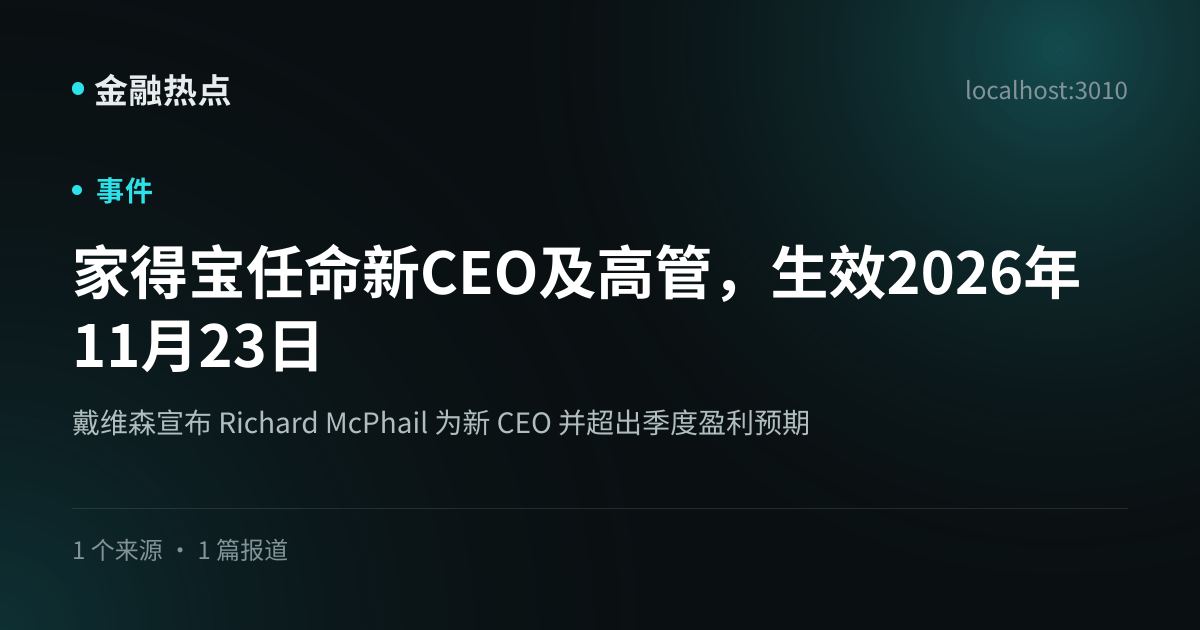 金融热点
localhost:3010
事件
家得宝任命新CEO及高管，生效2026年
11月23日
戴维森宣布 Richard McPhail 为新 CEO 并超出季度盈利预期
1 个来源 · 1 篇报道